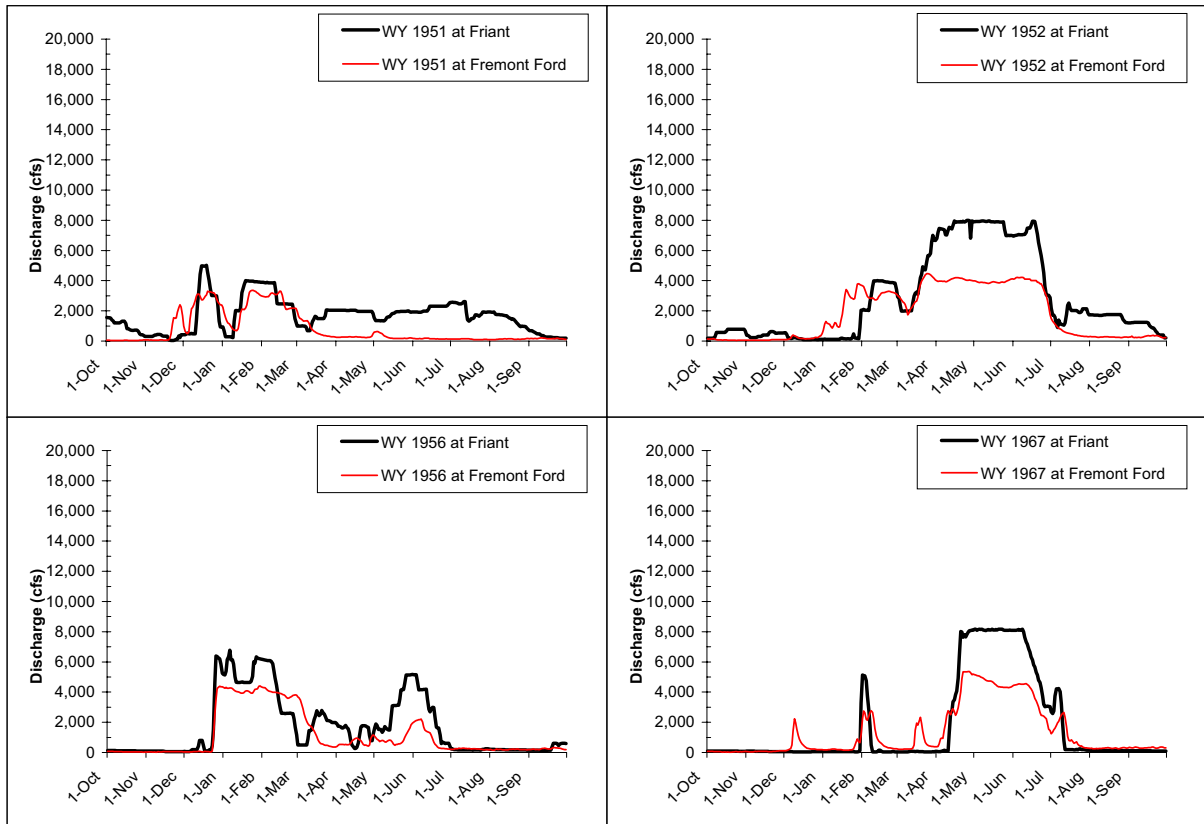 WY 1951 at Friant
WY 1951 at Fremont Ford
20,000
18,000
16,000
14,000
12,000
10,000
8,000
6,000
4,000
2,000
0
Discharge (cfs)
1-Oct
1-Nov
1-Dec
1-Jan
1-Feb
1-Mar
1-Apr
1-May
1-Jun
1-Jul
1-Aug
1-Sep
WY 1952 at Friant
WY 1952 at Fremont Ford
20,000
18,000
16,000
14,000
12,000
10,000
8,000
6,000
4,000
2,000
0
Discharge (cfs)
1-Oct
1-Nov
1-Dec
1-Jan
1-Feb
1-Mar
1-Apr
1-May
1-Jun
1-Jul
1-Aug
1-Sep
WY 1956 at Friant
WY 1956 at Fremont Ford
20,000
18,000
16,000
14,000
12,000
10,000
8,000
6,000
4,000
2,000
0
Discharge (cfs)
1-Oct
1-Nov
1-Dec
1-Jan
1-Feb
1-Mar
1-Apr
1-May
1-Jun
1-Jul
1-Aug
1-Sep
WY 1967 at Friant
WY 1967 at Fremont Ford
20,000
18,000
16,000
14,000
12,000
10,000
8,000
6,000
4,000
2,000
0
Discharge (cfs)
1-Oct
1-Nov
1-Dec
1-Jan
1-Feb
1-Mar
1-Apr
1-May
1-Jun
1-Jul
1-Aug
1-Sep